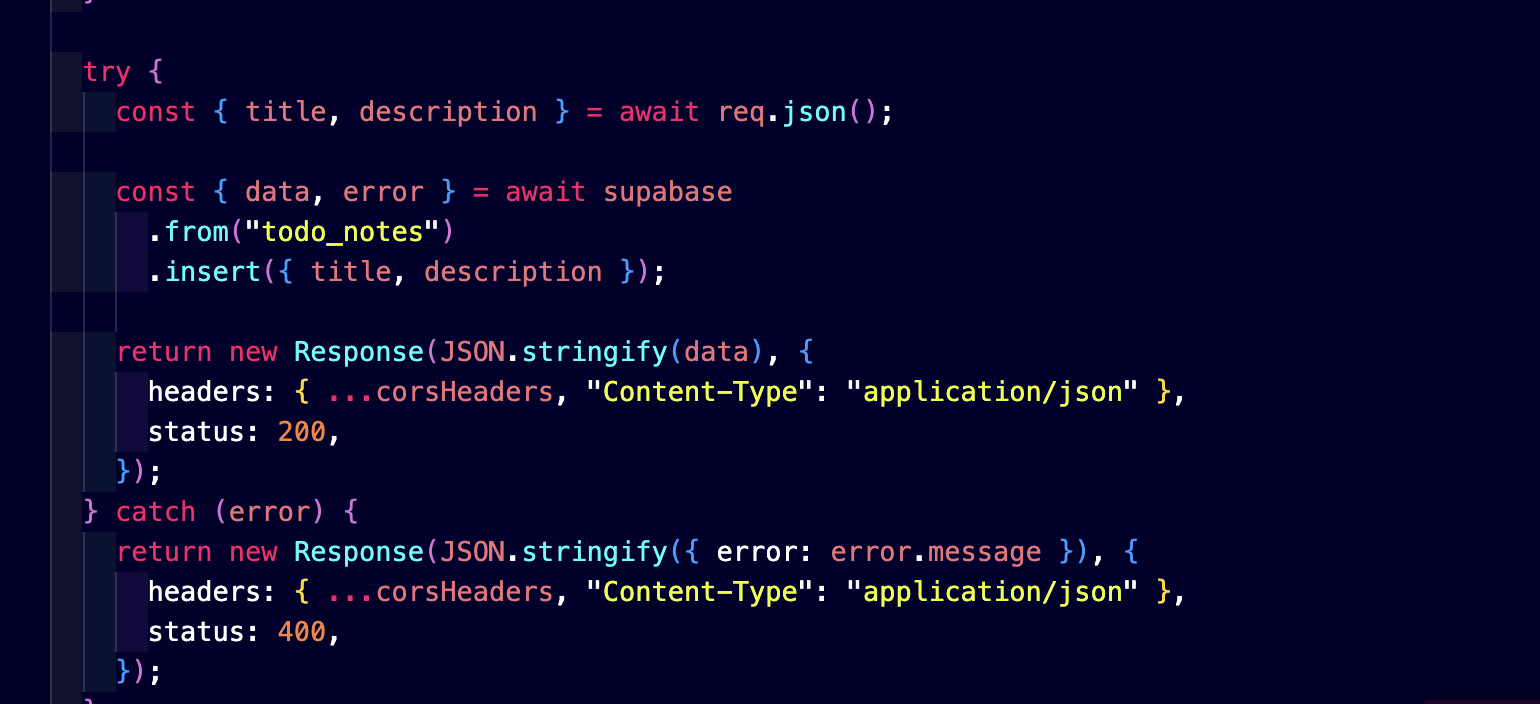 try {
const { title, description } = await req.json();
const { data, error } = await supabase
.from("todo_notes")
.insert({ title, description });
return new Response(JSON.stringify(data), {
headers: { ...corsHeaders, "Content-Type": "application/json" },
status: 200,
});
} catch (error) {
return new Response(JSON.stringify({ error: error.message }), {
headers: { ...corsHeaders, "Content-Type": "application/json" },
status: 400,
});